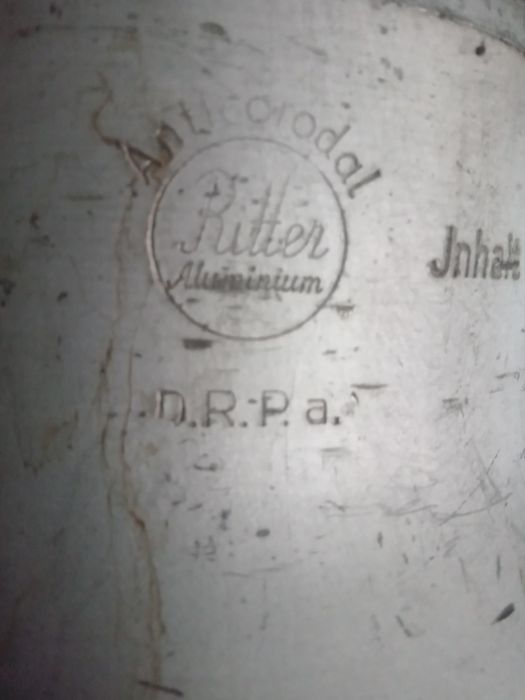 Anticorodal
Ritter
Aluminium
Jnhalt
D.R.P. a.